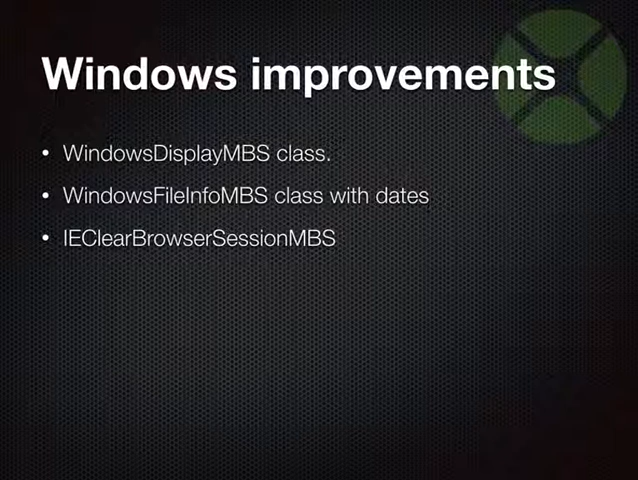 Windows improvements
• WindowsDisplayMBS class.
• WindowsFileInfoMBS class with dates
• IEClearBrowserSessionMBS